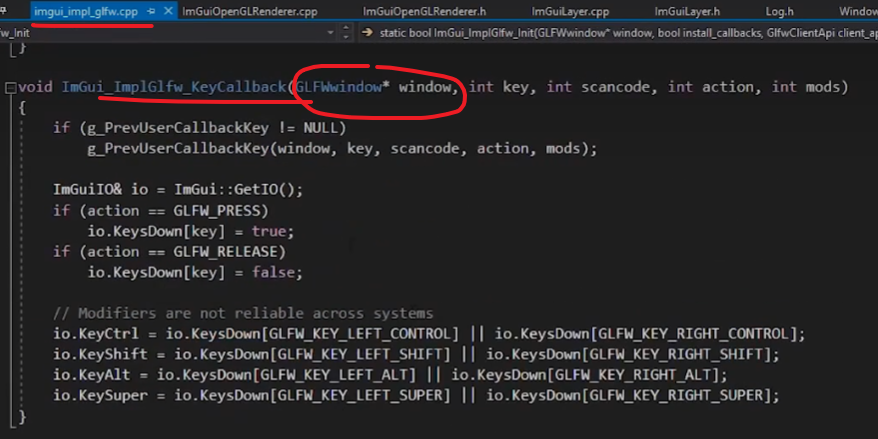 imgui_impl_glfw.cpp ImGuiOpenGLRenderer.cpp ImGuiOpenGLRenderer.h ImGuiLayer.cpp ImGuiLayer.h Log.h Window
fw_Init static bool ImGui_ImplGlfw_Init(GLFWwindow* window, bool install_callbacks, GlfwClientApi client_ap
}
void ImGui_ImplGlfw_KeyCallback(GLFWwindow* window, int key, int scancode, int action, int mods)
{
if (g_PrevUserCallbackKey != NULL)
g_PrevUserCallbackKey(window, key, scancode, action, mods);
ImGuiIO& io = ImGui::GetIO();
if (action == GLFW_PRESS)
io.KeysDown[key] = true;
if (action == GLFW_RELEASE)
io.KeysDown[key] = false;
// Modifiers are not reliable across systems
io.KeyCtrl = io.KeysDown[GLFW_KEY_LEFT_CONTROL] || io.KeysDown[GLFW_KEY_RIGHT_CONTROL];
io.KeyShift = io.KeysDown[GLFW_KEY_LEFT_SHIFT] || io.KeysDown[GLFW_KEY_RIGHT_SHIFT];
io.KeyAlt = io.KeysDown[GLFW_KEY_LEFT_ALT] || io.KeysDown[GLFW_KEY_RIGHT_ALT];
io.KeySuper = io.KeysDown[GLFW_KEY_LEFT_SUPER] || io.KeysDown[GLFW_KEY_RIGHT_SUPER];
}